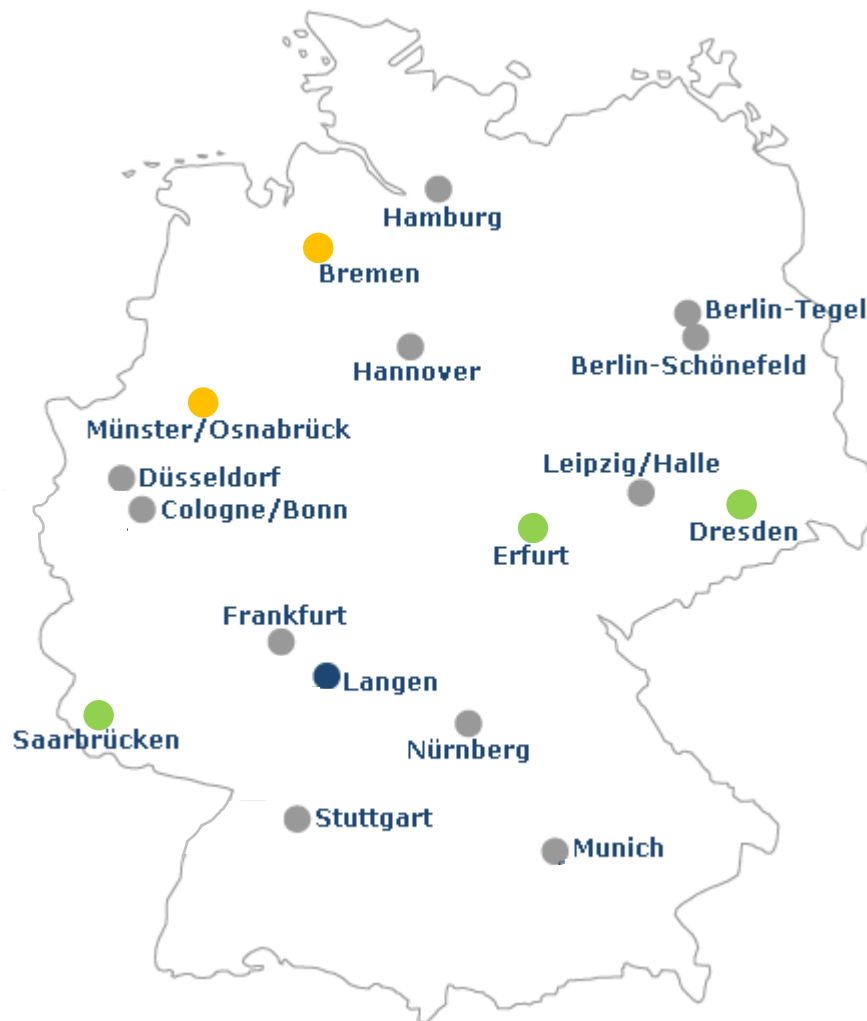 Hamburg
Bremen
Berlin-Tegel
Hannover
Berlin-Schönefeld
Münster/Osnabrück
Leipzig/Halle
Düsseldorf
Cologne/Bonn
Dresden
Erfurt
Frankfurt
Langen
Saarbrücken
Nürnberg
Stuttgart
Munich